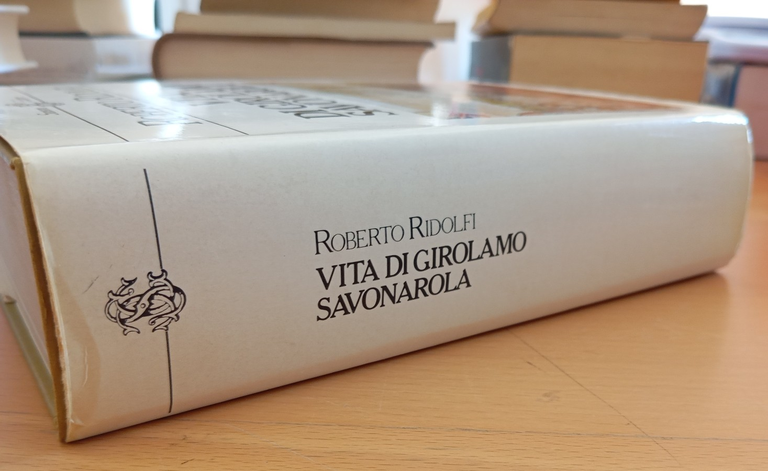 ROBERTO RIDOLFI
VITA DI GIROLAMO
SAVONAROLA